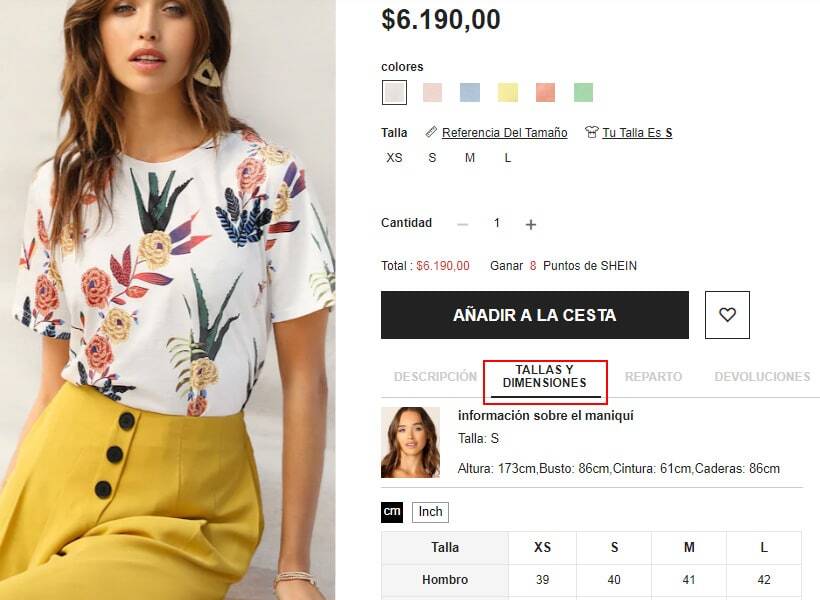 $6.190,00
colores
Talla Referencia Del Tamaño Tu Talla Es S
XS S M L
Cantidad − 1 +
Total : $6.190,00 Ganar 8 Puntos de SHEIN
AÑADIR A LA CESTA
DESCRIPCIÓN TALLAS Y DIMENSIONES REPARTO DEVOLUCIONES
información sobre el maniquí
Talla: S
Altura: 173cm,Busto: 86cm,Cintura: 61cm,Caderas: 86cm
cm Inch
Talla XS S M L
Hombro 39 40 41 42